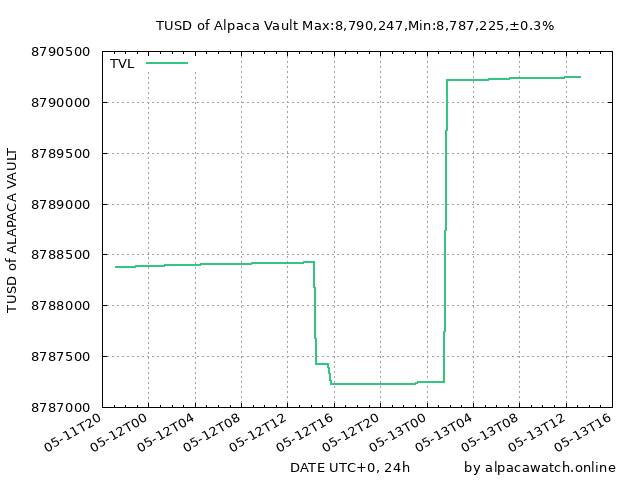 TUSD of Alpaca Vault Max:8,790,247,Min:8,787,225,±0.3%
TVL
8790500
8790000
8789500
8789000
8788500
8788000
8787500
8787000
TUSD of ALAPACA VAULT
05-11T20
05-12T00
05-12T04
05-12T08
05-12T12
05-12T16
05-12T20
05-13T00
05-13T04
05-13T08
05-13T12
05-13T16
DATE UTC+0, 24h
by alpacawatch.online